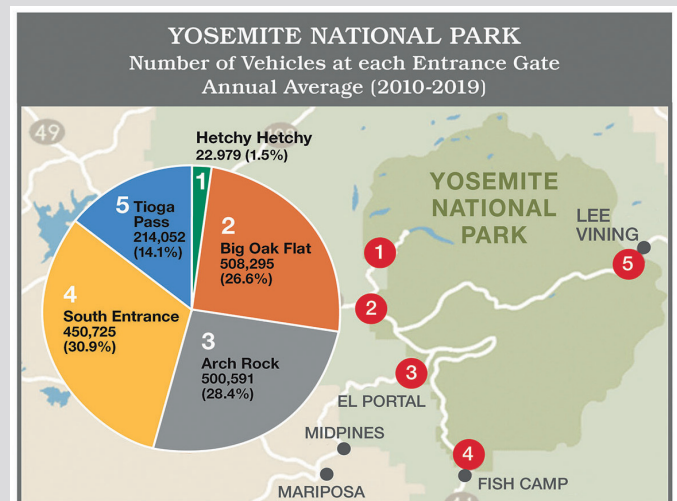 YOSEMITE NATIONAL PARK
Number of Vehicles at each Entrance Gate
Annual Average (2010-2019)
49
Hetchy Hetchy
22.979 (1.5%)
1
2
Big Oak Flat
508,295
(26.6%)
3
Arch Rock
500,591
(28.4%)
4
South Entrance
450,725
(30.9%)
5
Tioga
Pass
214,052
(14.1%)
YOSEMITE
NATIONAL
PARK
LEE
VINING
1
5
2
3
EL PORTAL
MIDPINES
4
MARIPOSA
FISH CAMP